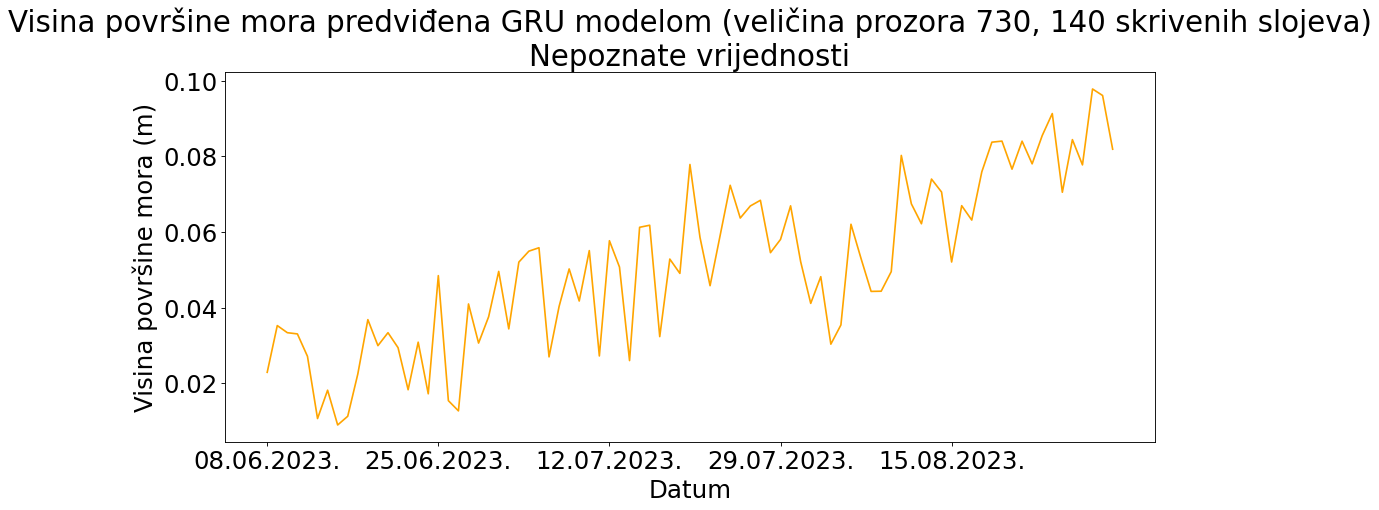 Visina površine mora predviđena GRU modelom (veličina prozora 730, 140 skrivenih slojeva)
Nepoznate vrijednosti
Visina površine mora (m)
0.10
0.08
0.06
0.04
0.02
08.06.2023. 25.06.2023. 12.07.2023. 29.07.2023. 15.08.2023.
Datum